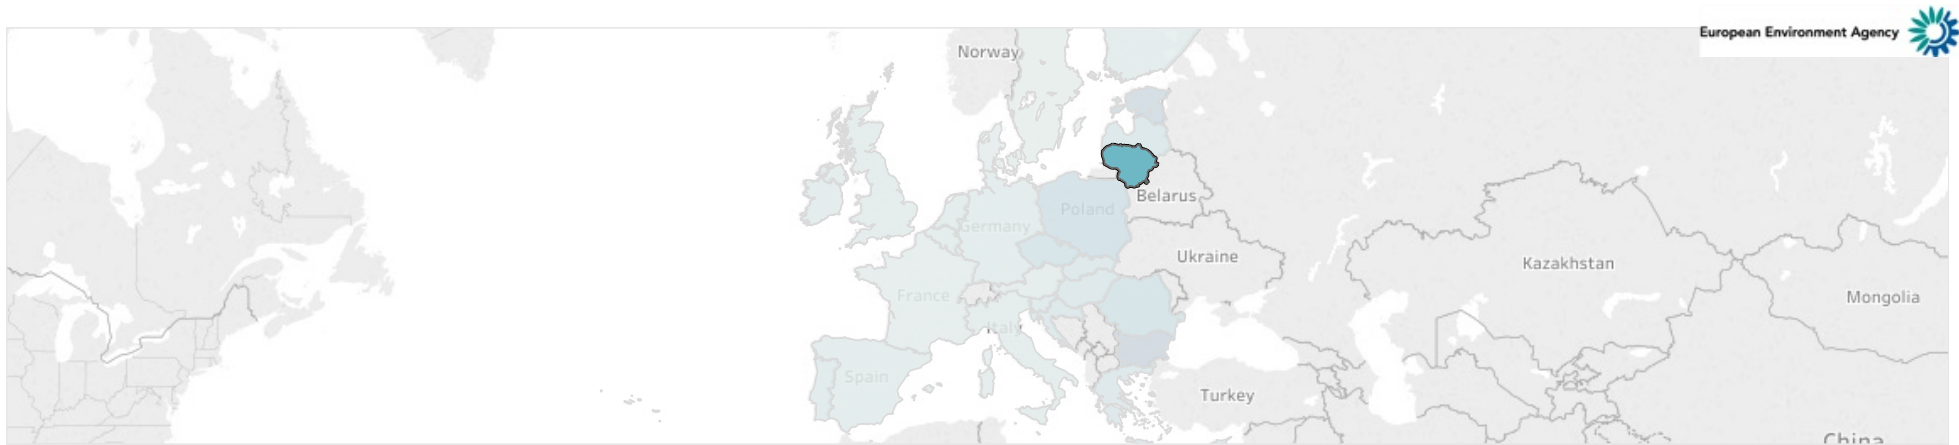 European Environment Agency
Norway
Belarus
Poland
Germany
Ukraine
Kazakhstan
France
Mongolia
Italy
Spain
Turkey
China